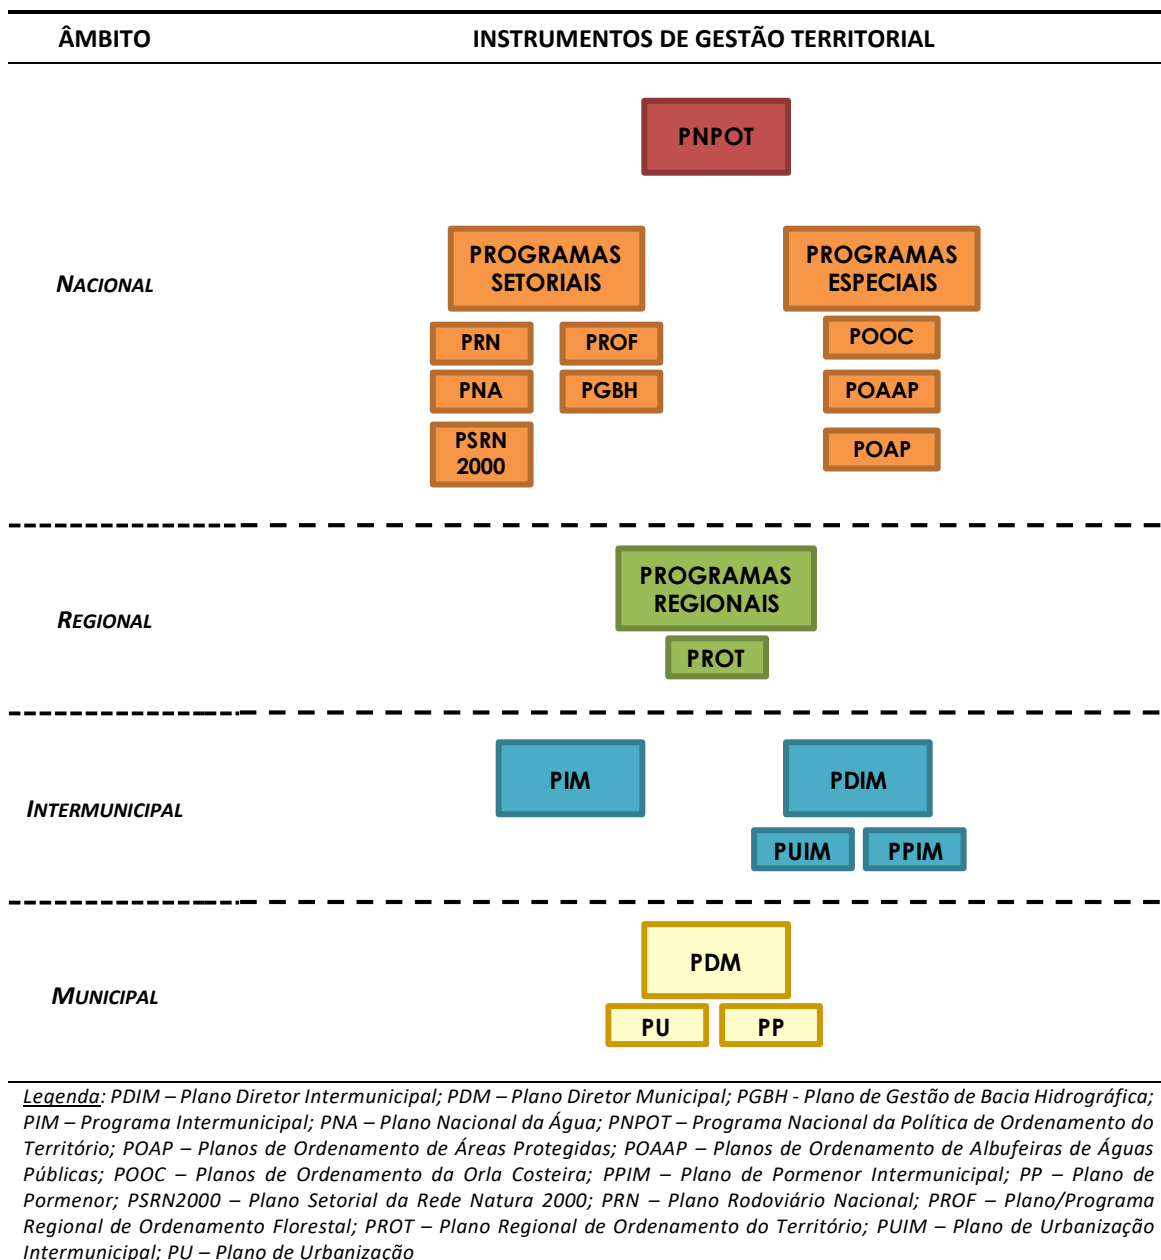 ÂMBITO INSTRUMENTOS DE GESTÃO TERRITORIAL
PNPOT
NACIONAL
PROGRAMAS
SETORIAIS
PROGRAMAS
ESPECIAIS
PRN PROF
PNA PGBH
PSRN
2000
POOC
POAAP
POAP
REGIONAL
PROGRAMAS
REGIONAIS
PROT
INTERMUNICIPAL
PIM PDIM
PUIM PPIM
MUNICIPAL
PDM
PU PP
Legenda: PDIM – Plano Diretor Intermunicipal; PDM – Plano Diretor Municipal; PGBH - Plano de Gestão de Bacia Hidrográfica;
PIM – Programa Intermunicipal; PNA – Plano Nacional da Água; PNPOT – Programa Nacional da Política de Ordenamento do
Território; POAP – Planos de Ordenamento de Áreas Protegidas; POAAP – Planos de Ordenamento de Albufeiras de Águas
Públicas; POOC – Planos de Ordenamento da Orla Costeira; PPIM – Plano de Pormenor Intermunicipal; PP – Plano de
Pormenor; PSRN2000 – Plano Setorial da Rede Natura 2000; PRN – Plano Rodoviário Nacional; PROF – Plano/Programa
Regional de Ordenamento Florestal; PROT – Plano Regional de Ordenamento do Território; PUIM – Plano de Urbanização
Intermunicipal; PU – Plano de Urbanização